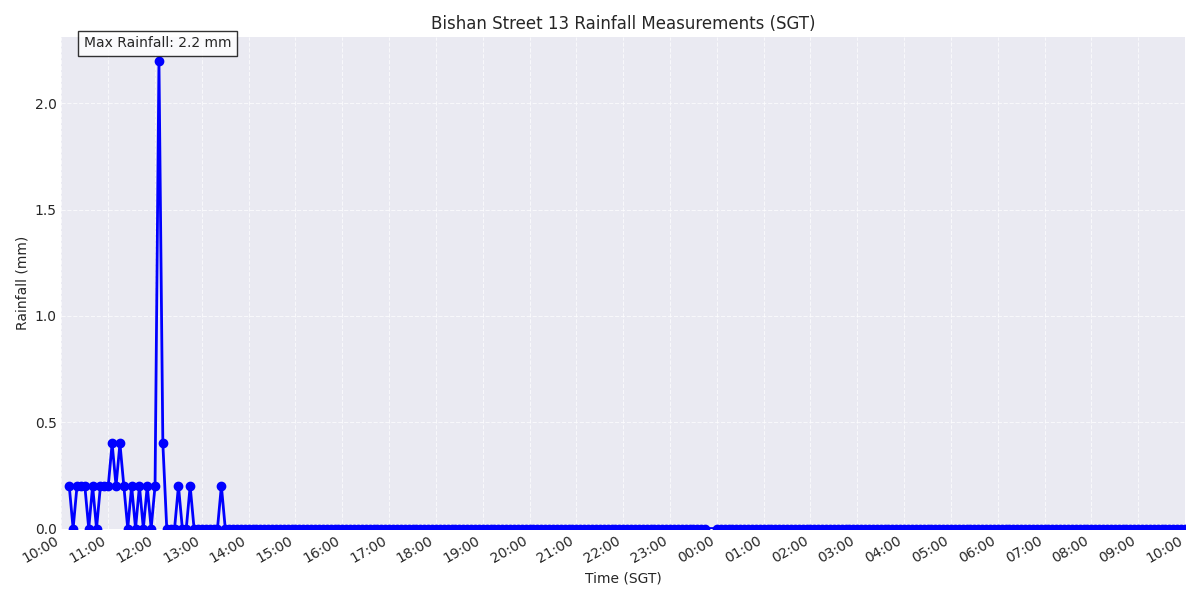 Bishan Street 13 Rainfall Measurements (SGT)
Max Rainfall: 2.2 mm
2.0
1.5
1.0
0.5
0.0
Rainfall (mm)
10:00 11:00 12:00 13:00 14:00 15:00 16:00 17:00 18:00 19:00 20:00 21:00 22:00 23:00 00:00 01:00 02:00 03:00 04:00 05:00 06:00 07:00 08:00 09:00 10:00
Time (SGT)